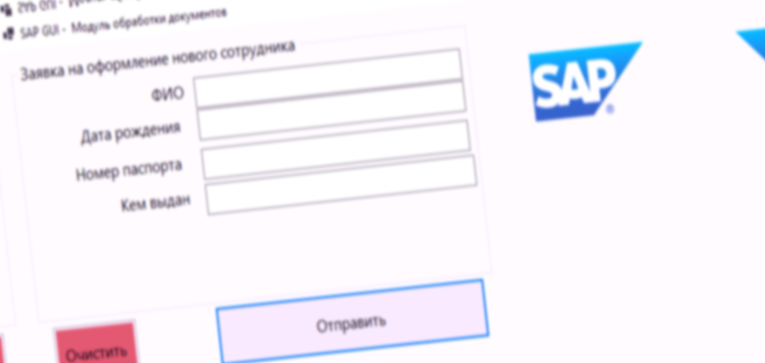 SAP GUI - Модуль обработки документов
Заявка на оформление нового сотрудника
ФИО
Дата рождения
Номер паспорта
Кем выдан
Очистить
Отправить
SAP
®